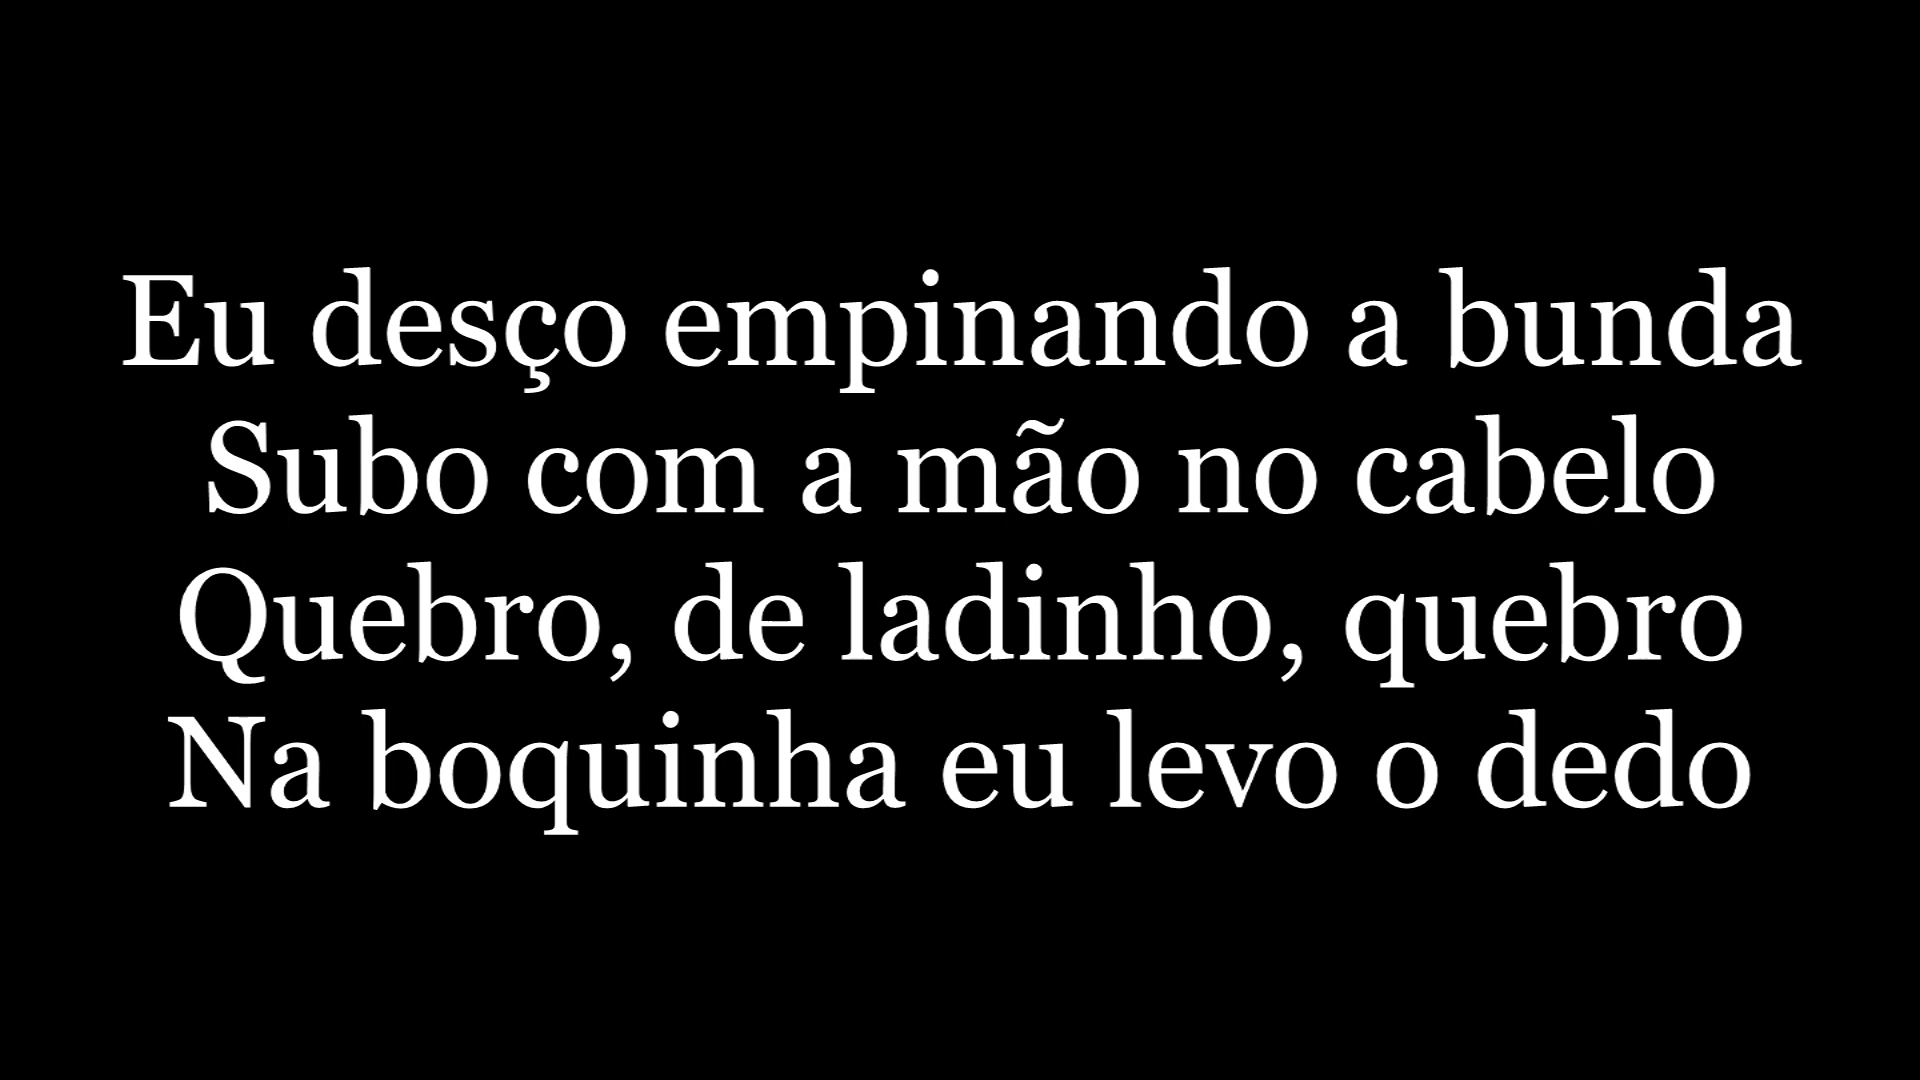 Eu desço empinando a bunda
Subo com a mão no cabelo
Quebro, de ladinho, quebro
Na boquinha eu levo o dedo